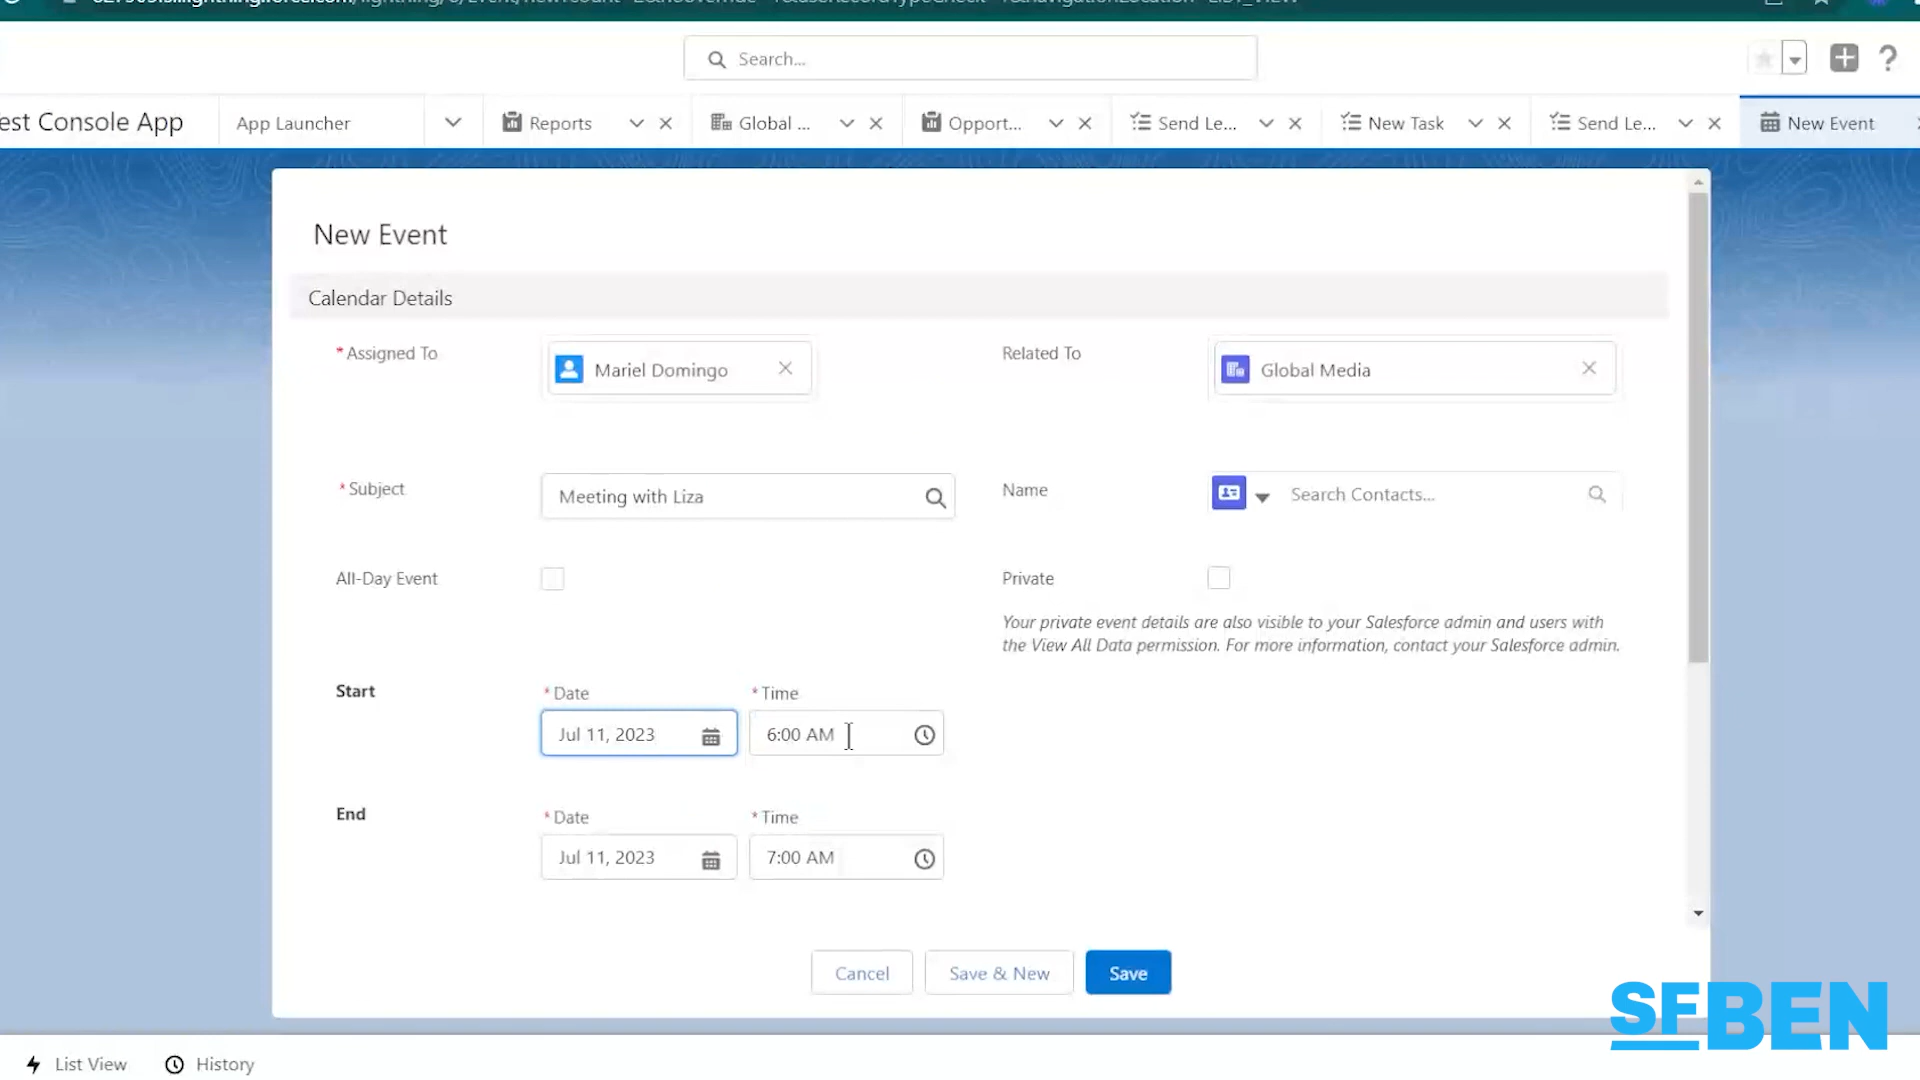 Search...
est Console App
App Launcher
Reports
Global ...
Opport...
Send Le...
New Task
Send Le...
New Event
New Event
Calendar Details
* Assigned To
Mariel Domingo
Related To
Global Media
* Subject
Meeting with Liza
Name
Search Contacts...
All-Day Event
Private
Your private event details are also visible to your Salesforce admin and users with
the View All Data permission. For more information, contact your Salesforce admin.
Start
* Date
* Time
Jul 11, 2023
6:00 AM
End
* Date
* Time
Jul 11, 2023
7:00 AM
Cancel
Save & New
Save
SFBEN
List View
History